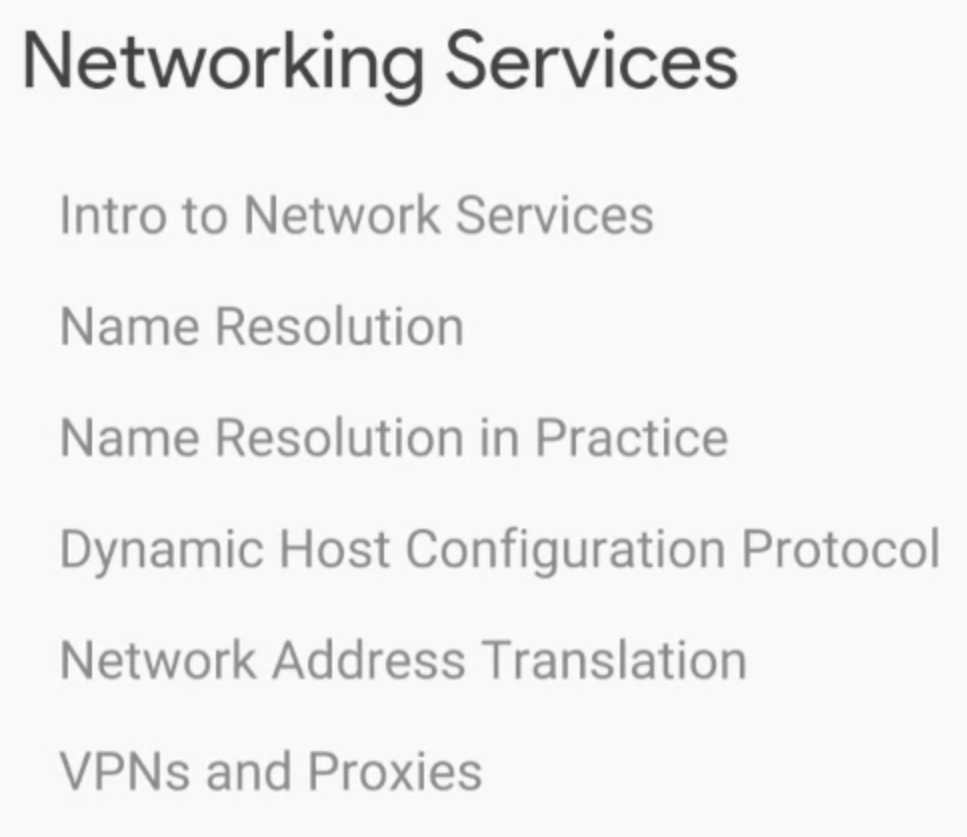 Networking Services
Intro to Network Services
Name Resolution
Name Resolution in Practice
Dynamic Host Configuration Protocol
Network Address Translation
VPNs and Proxies